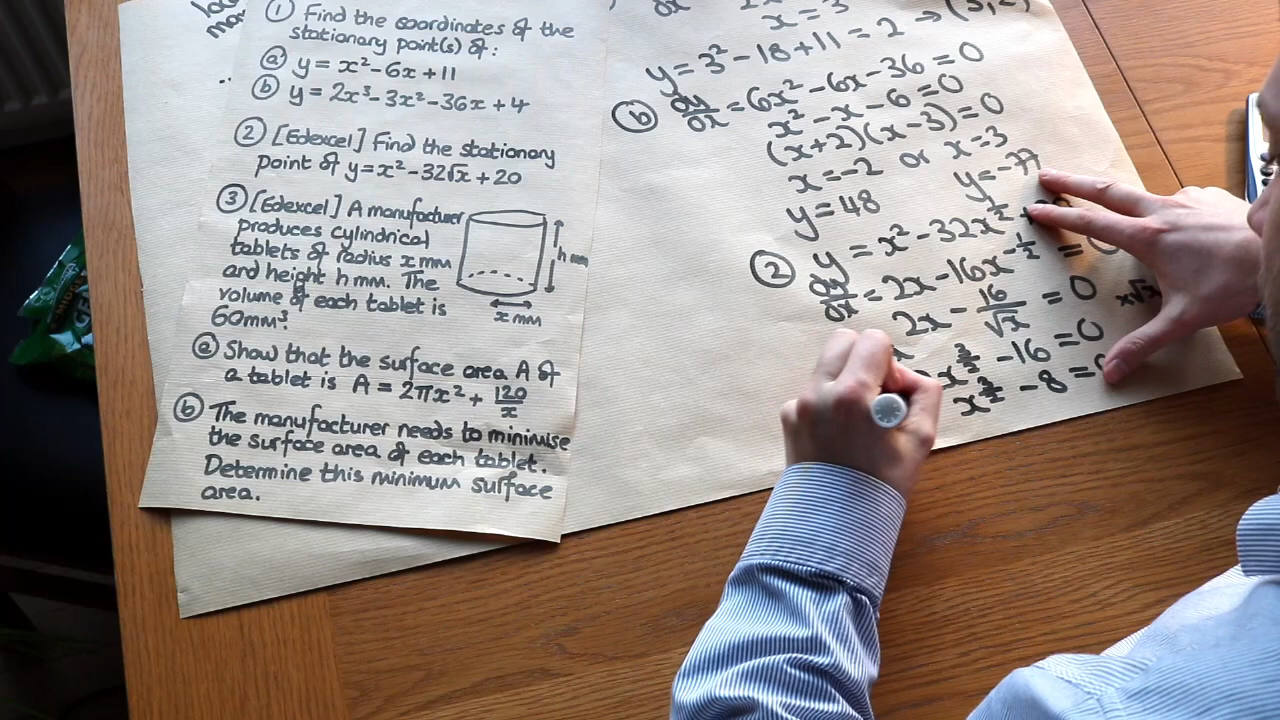 ① Find the coordinates of the
stationary point(s) of:
ⓐ y = x² - 6x + 11
ⓑ y = 2x³ - 3x² - 36x + 4
② [Edexcel] Find the stationary
point of y = x² - 32√x + 20
③ [Edexcel] A manufacturer
produces cylindrical
tablets of radius x mm
and height h mm. The
volume of each tablet is
60mm³.
h mm
x mm
ⓐ Show that the surface area A of
a tablet is A = 2πx² + 120/x
ⓑ The manufacturer needs to minimise
the surface area of each tablet.
Determine this minimum surface
area.
x = 3
y = 3² - 18 + 11 = 2 → (3, 2)
ⓑ dy/dx = 6x² - 6x - 36 = 0
x² - x - 6 = 0
(x+2)(x-3) = 0
x = -2 or x = 3
y = 48 y = -77
② y = x² - 32x^½ +
dy/dx = 2x - 16x^-½ = 0
2x - 16/√x = 0
x√x
x^3/2 - 16 = 0
x^3/2 - 8 = 0